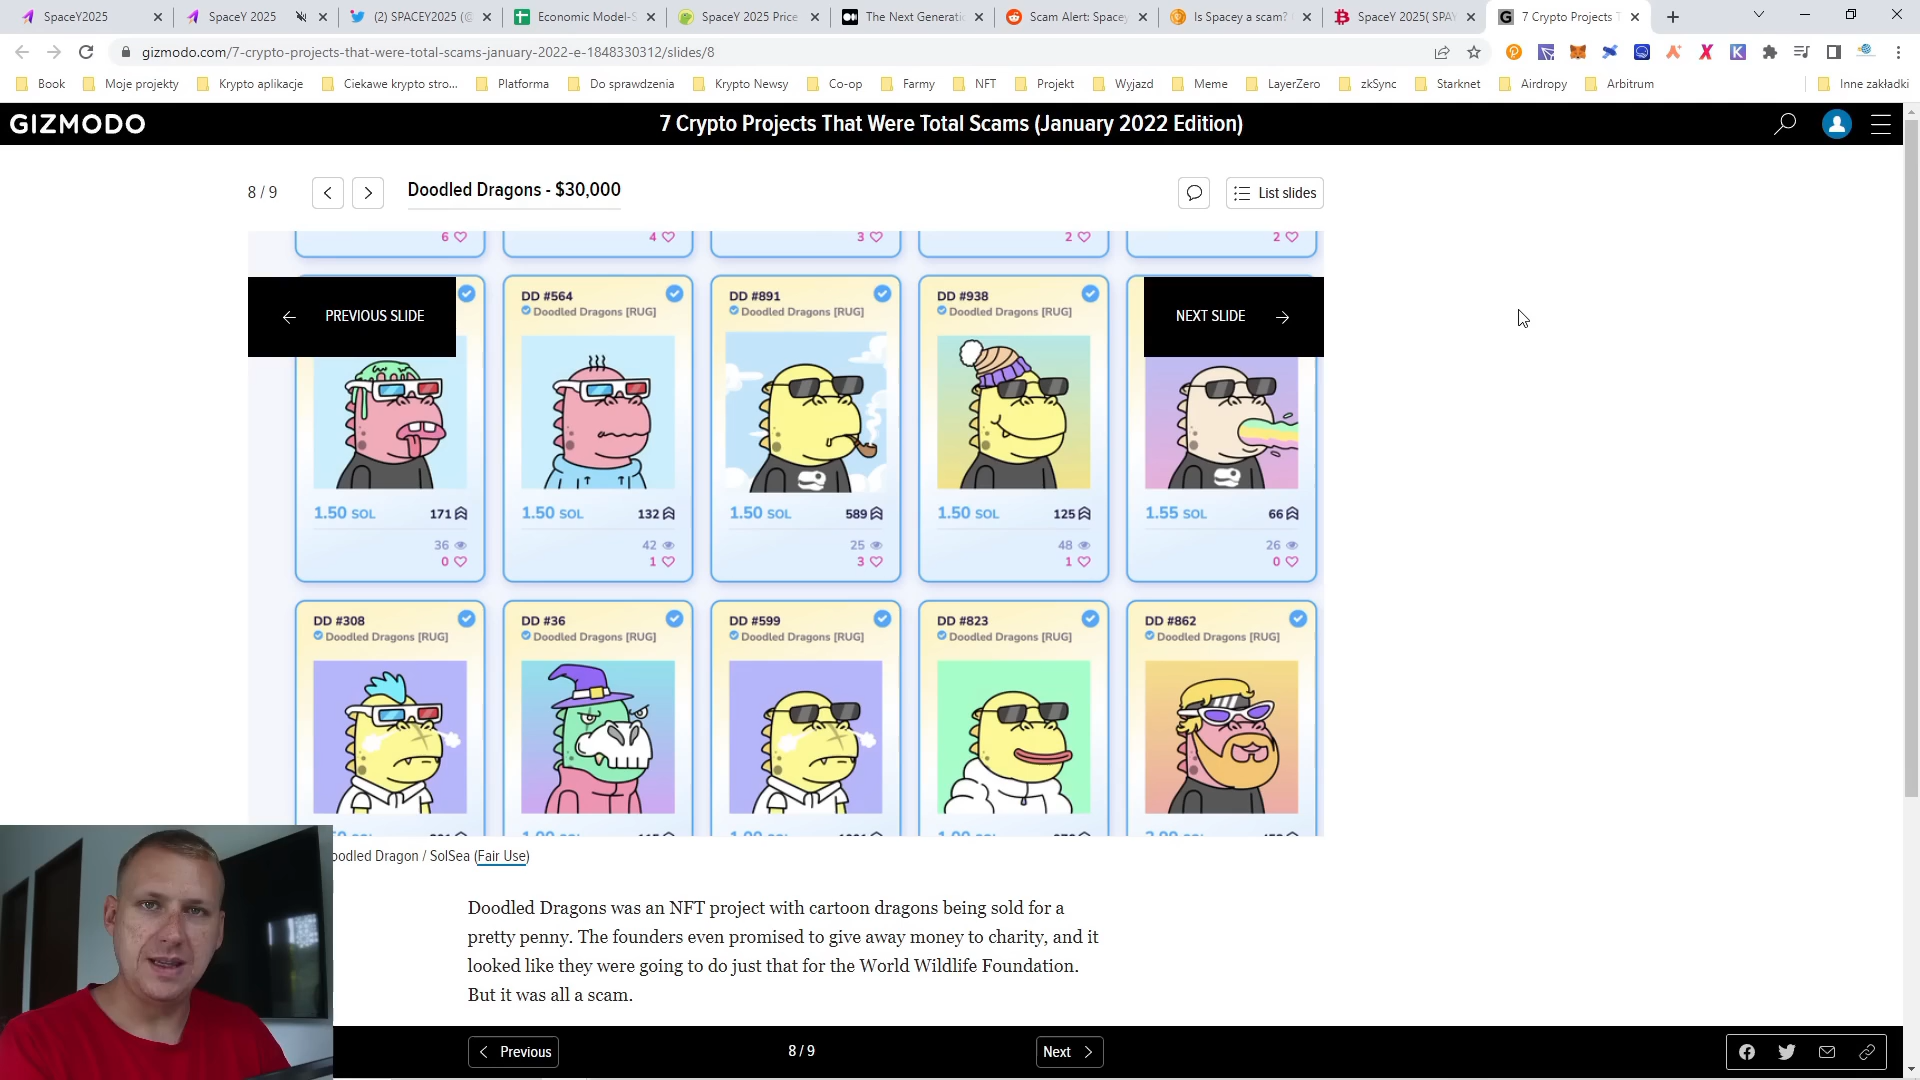 SpaceY2025
SpaceY 2025
(2) SPACEY2025 (@
Economic Model-S
SpaceY 2025 Price
The Next Generatio
Scam Alert: Spacey
Is Spacey a scam?
SpaceY 2025( SPAY
7 Crypto Projects T
gizmodo.com/7-crypto-projects-that-were-total-scams-january-2022-e-1848330312/slides/8
Book
Moje projekty
Krypto aplikacje
Ciekawe krypto stro...
Platforma
Do sprawdzenia
Krypto Newsy
Co-op
Farmy
NFT
Projekt
Wyjazd
Meme
LayerZero
zkSync
Starknet
Airdropy
Arbitrum
Inne zakładki
GIZMODO
7 Crypto Projects That Were Total Scams (January 2022 Edition)
8 / 9
Doodled Dragons - $30,000
List slides
6
4
3
2
2
PREVIOUS SLIDE
DD #564
Doodled Dragons [RUG]
DD #891
Doodled Dragons [RUG]
DD #938
Doodled Dragons [RUG]
NEXT SLIDE
1.50 SOL 171
36
0
1.50 SOL 132
42
1
1.50 SOL 589
25
3
1.50 SOL 125
48
1
1.55 SOL 66
26
0
DD #308
Doodled Dragons [RUG]
DD #36
Doodled Dragons [RUG]
DD #599
Doodled Dragons [RUG]
DD #823
Doodled Dragons [RUG]
DD #862
Doodled Dragons [RUG]
oodled Dragon / SolSea (Fair Use)
Doodled Dragons was an NFT project with cartoon dragons being sold for a
pretty penny. The founders even promised to give away money to charity, and it
looked like they were going to do just that for the World Wildlife Foundation.
But it was all a scam.
Previous
8 / 9
Next